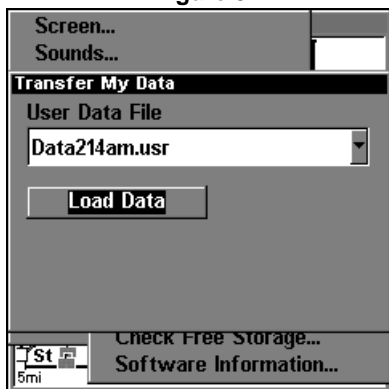 Screen...
Sounds...
Transfer My Data
User Data File
Data214am.usr
Load Data
Check Free Storage...
St
Software Information...
5mi